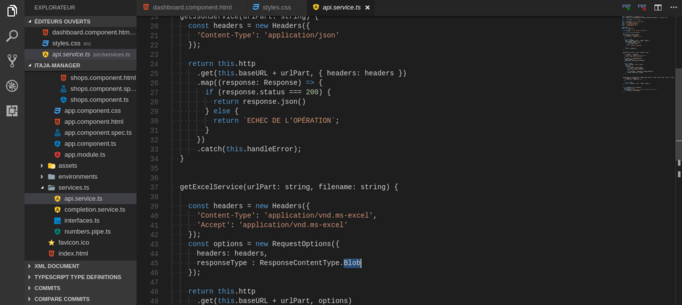 EXPLORATEUR
EDITEURS OUVERTS
dashboard.component.htm...
styles.css src
api.service.ts src/services
ITAJA-MANAGER
shops.component.html
shops.component.sp...
shops.component.ts
app.component.css
app.component.html
app.component.spec.ts
app.component.ts
app.module.ts
assets
environments
services.ts
api.service.ts
completion.service.ts
interfaces.ts
numbers.pipe.ts
favicon.ico
index.html
XML DOCUMENT
TYPESCRIPT TYPE DEFINITIONS
COMMITS
COMPARE COMMITS
dashboard.component.html
styles.css
api.service.ts ×
19 getJsonService(urlPart: string) {
20 const headers = new Headers({
21 'Content-Type': 'application/json'
22 });
23
24 return this.http
25 .get(this.baseURL + urlPart, { headers: headers })
26 .map((response: Response) => {
27 if (response.status === 200) {
28 return response.json()
29 } else {
30 return `ECHEC DE L'OPÉRATION`;
31 }
32 })
33 .catch(this.handleError);
34 }
35
36
37 getExcelService(urlPart: string, filename: string) {
38
39 const headers = new Headers({
40 'Content-Type': 'application/vnd.ms-excel',
41 'Accept': 'application/vnd.ms-excel'
42 });
43 const options = new RequestOptions({
44 headers: headers,
45 responseType : ResponseContentType.Blob
46 });
47
48 return this.http
49 .get(this.baseURL + urlPart, options)